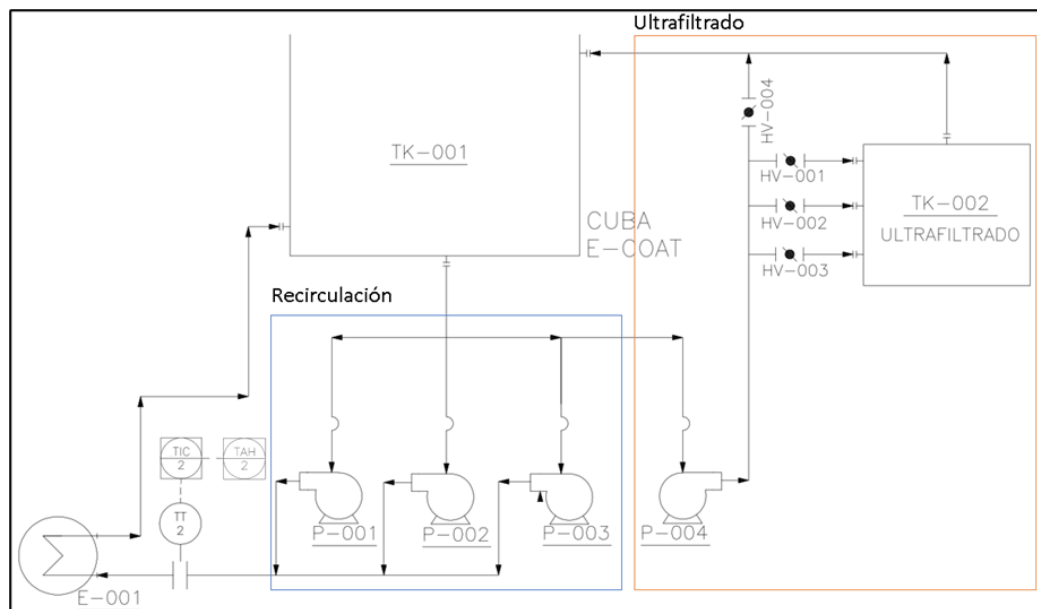 Ultrafiltrado
TK-001
HV-004
HV-001
TK-002
HV-002
ULTRAFILTRADO
CUBA
E-COAT
HV-003
Recirculación
TIC
2
TAH
2
TT
2
P-001
P-002
P-003
P-004
E-001